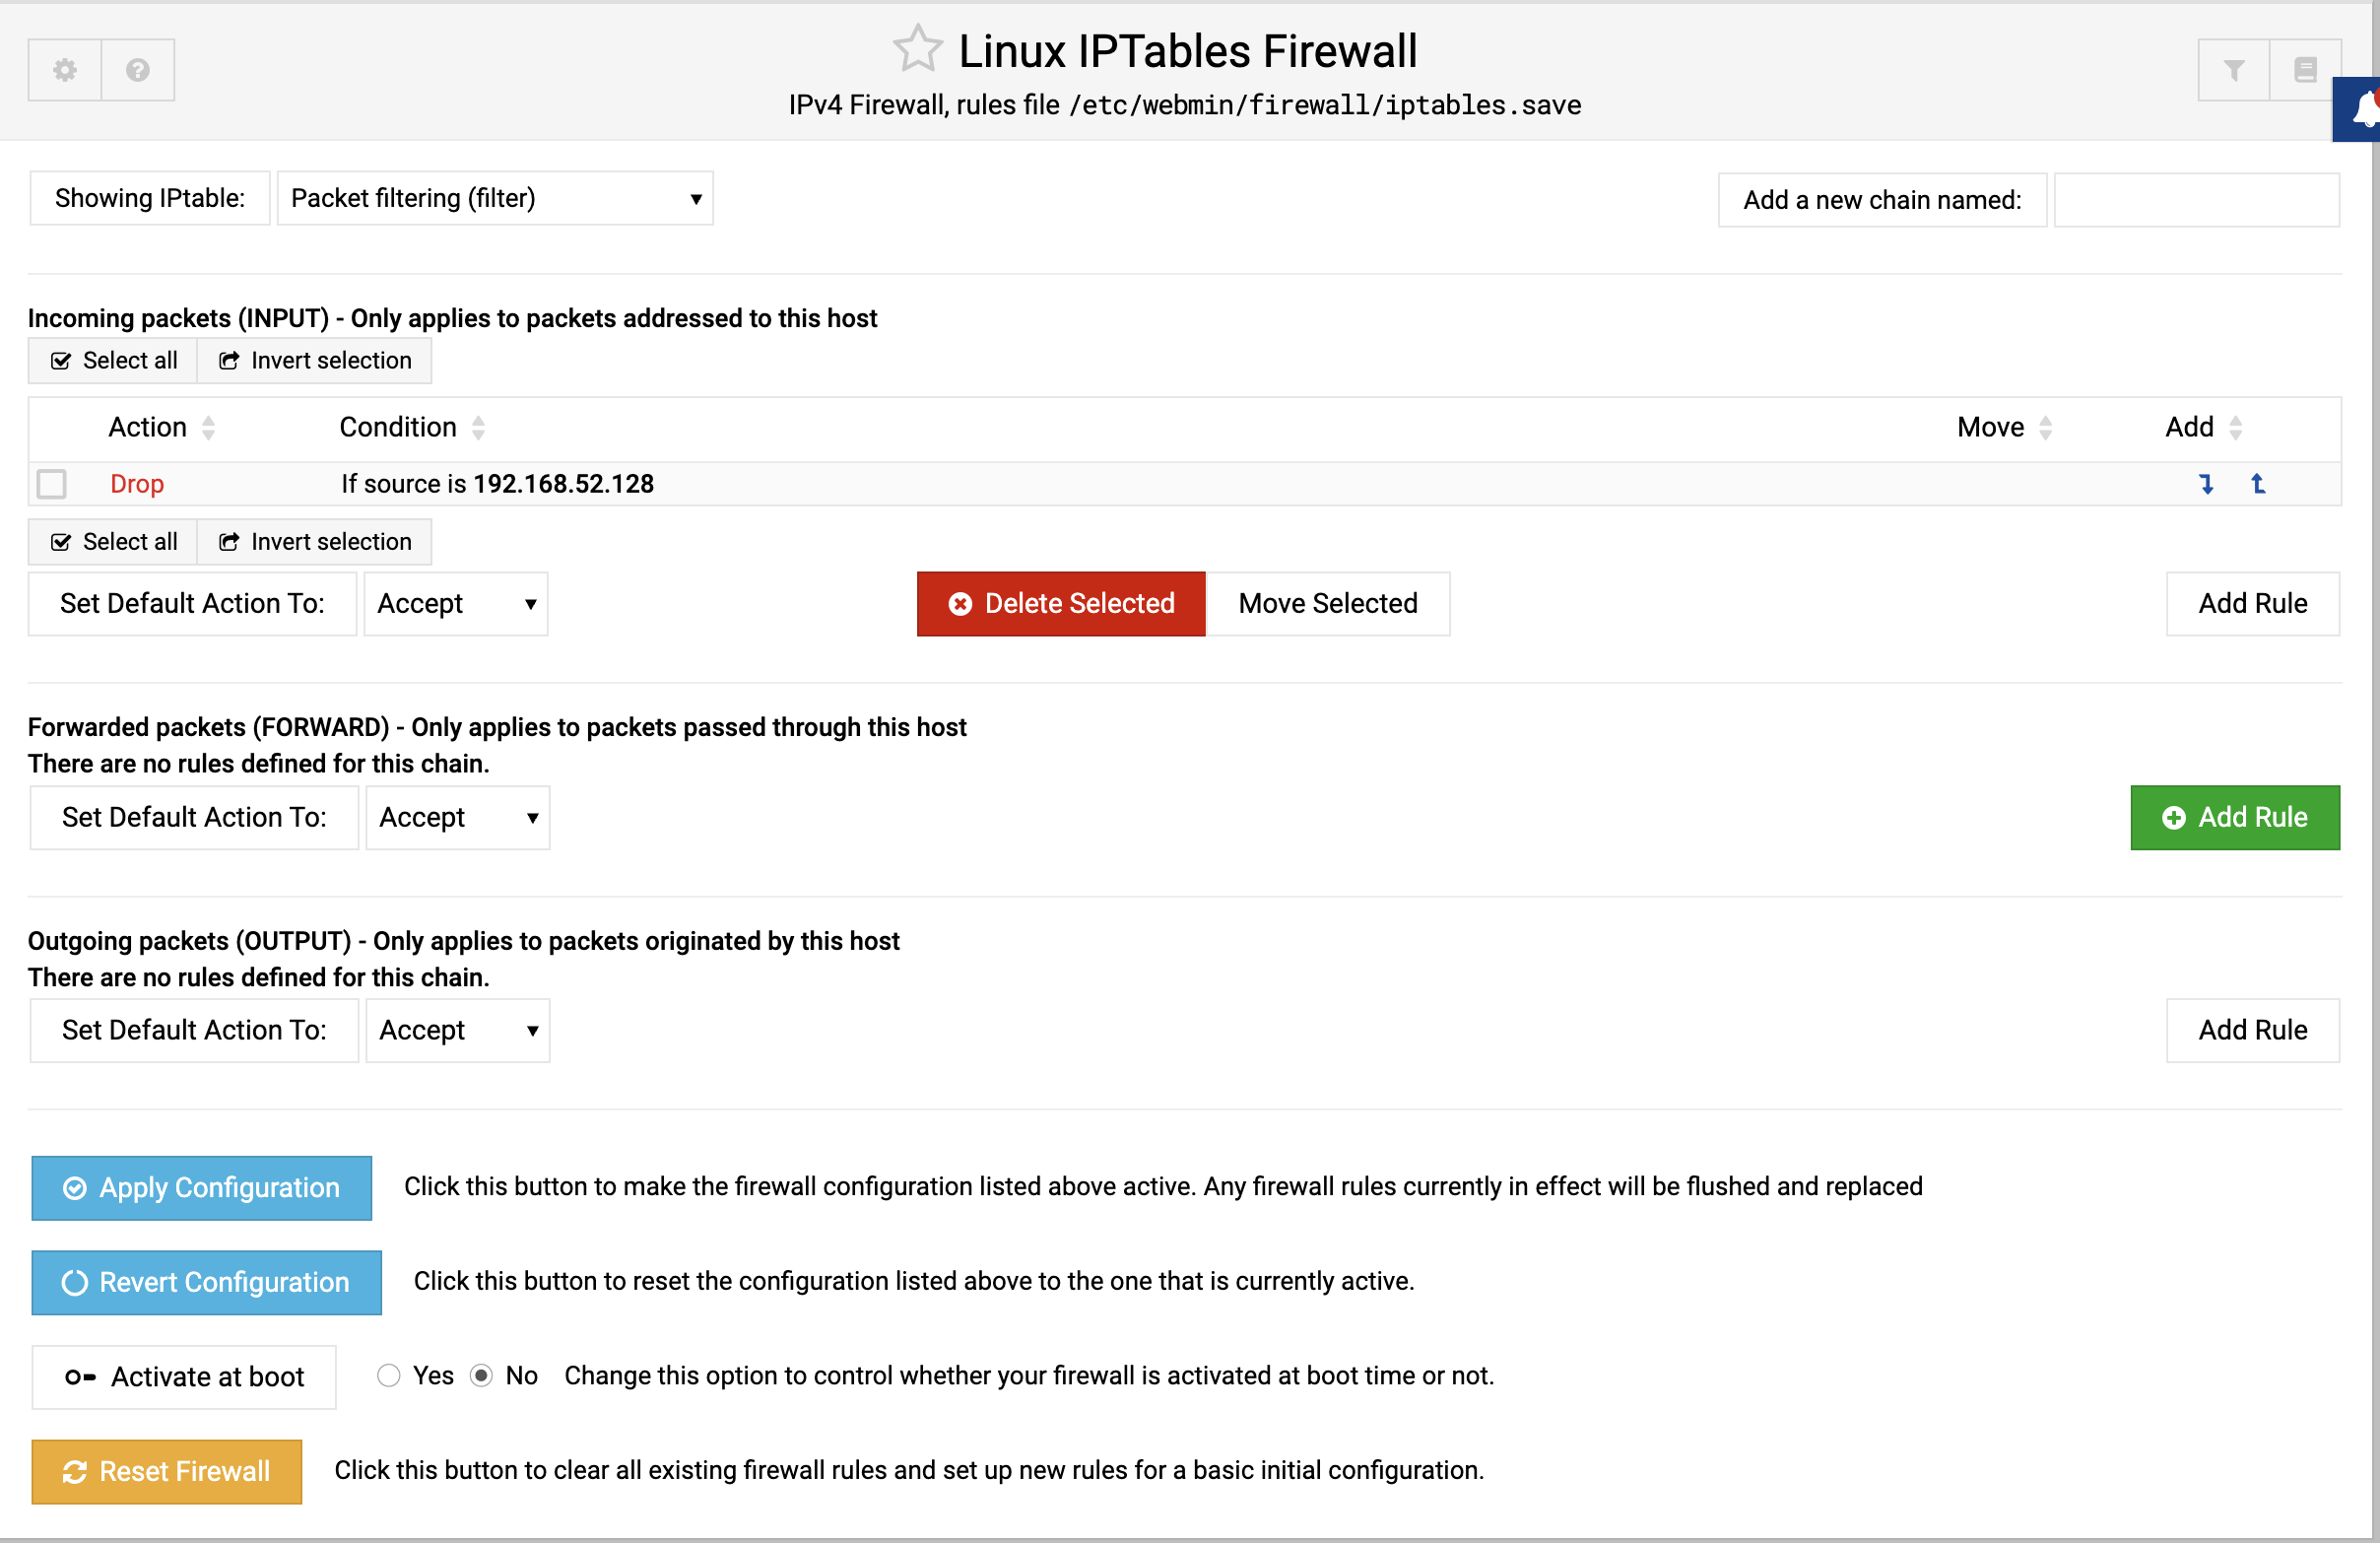 Linux IPTables Firewall
IPv4 Firewall, rules file /etc/webmin/firewall/iptables.save
Showing IPtable: Packet filtering (filter) Add a new chain named:
Incoming packets (INPUT) - Only applies to packets addressed to this host
Select all Invert selection
Action Condition Move Add
Drop If source is 192.168.52.128
Select all Invert selection
Set Default Action To: Accept Delete Selected Move Selected Add Rule
Forwarded packets (FORWARD) - Only applies to packets passed through this host
There are no rules defined for this chain.
Set Default Action To: Accept Add Rule
Outgoing packets (OUTPUT) - Only applies to packets originated by this host
There are no rules defined for this chain.
Set Default Action To: Accept Add Rule
Apply Configuration Click this button to make the firewall configuration listed above active. Any firewall rules currently in effect will be flushed and replaced
Revert Configuration Click this button to reset the configuration listed above to the one that is currently active.
Activate at boot Yes No Change this option to control whether your firewall is activated at boot time or not.
Reset Firewall Click this button to clear all existing firewall rules and set up new rules for a basic initial configuration.